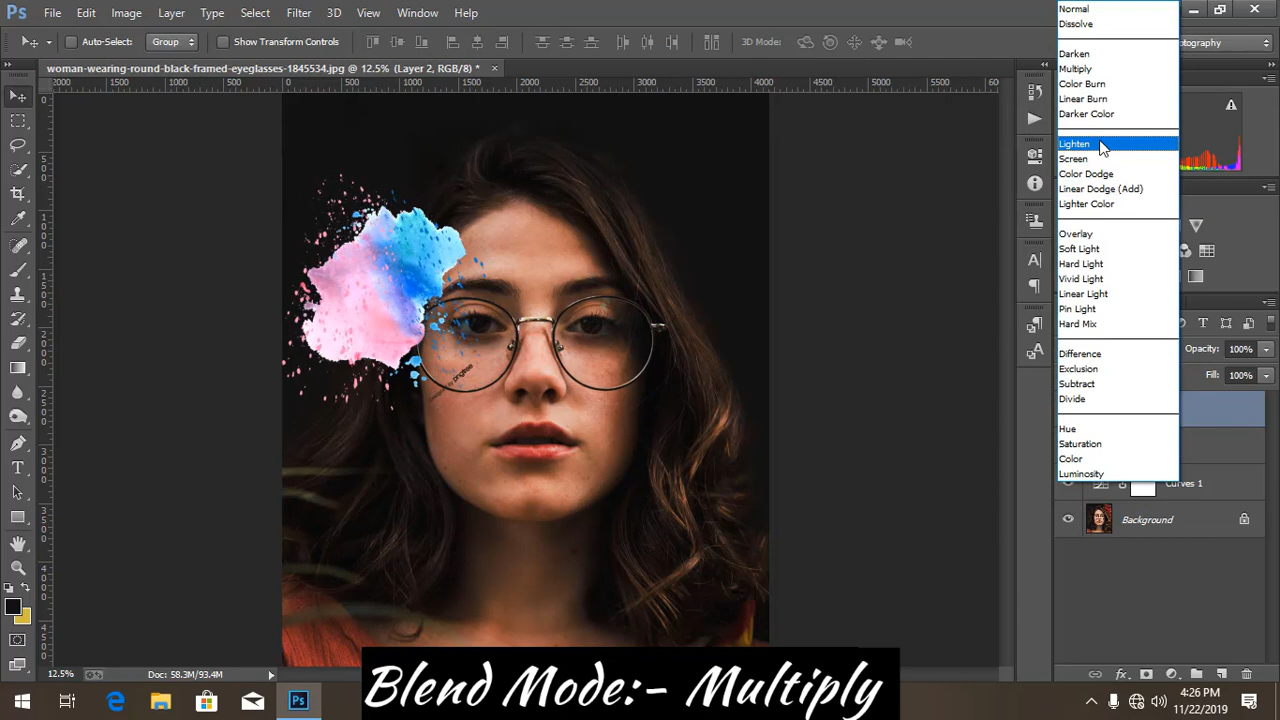 Ps File Edit Image Layer Type Select Filter 3D View Window Help
Auto-Select: Group Show Transform Controls 3D Mode: otography
woman-wearing-round-black-framed-eyeglasses-1845534.jpg @ (Layer 2, RGB/8) * ×
Normal
Dissolve
Darken
Multiply
Color Burn
Linear Burn
Darker Color
Lighten
Screen
Color Dodge
Linear Dodge (Add)
Lighter Color
Overlay
Soft Light
Hard Light
Vivid Light
Linear Light
Pin Light
Hard Mix
Difference
Exclusion
Subtract
Divide
Hue
Saturation
Color
Luminosity
Opacity: 100%
Fill: 100%
Curves 1
Background
pngtree
12.5% Doc: 58.3M/93.4M
Blend Mode:- Multiply
Ps
4:26 PM
11/22/2019